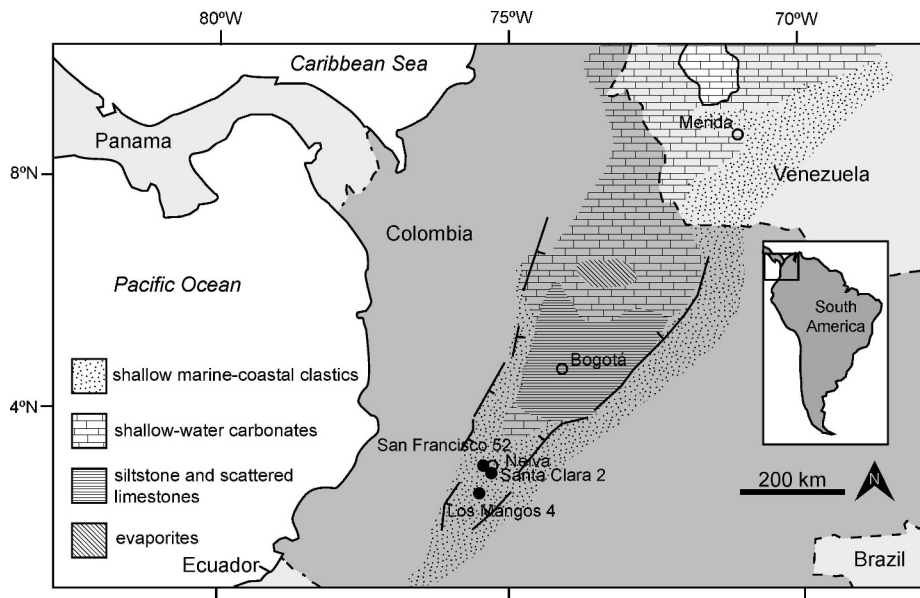 80ºW
75ºW
70ºW
Caribbean Sea
Panama
Mérida
8ºN
Venezuela
Colombia
Pacific Ocean
South
America
shallow marine-coastal clastics
Bogotá
4ºN
shallow-water carbonates
San Francisco 52
Neiva
Santa Clara 2
siltstone and scattered
limestones
200 km
N
Los Mangos 4
evaporites
Ecuador
Brazil